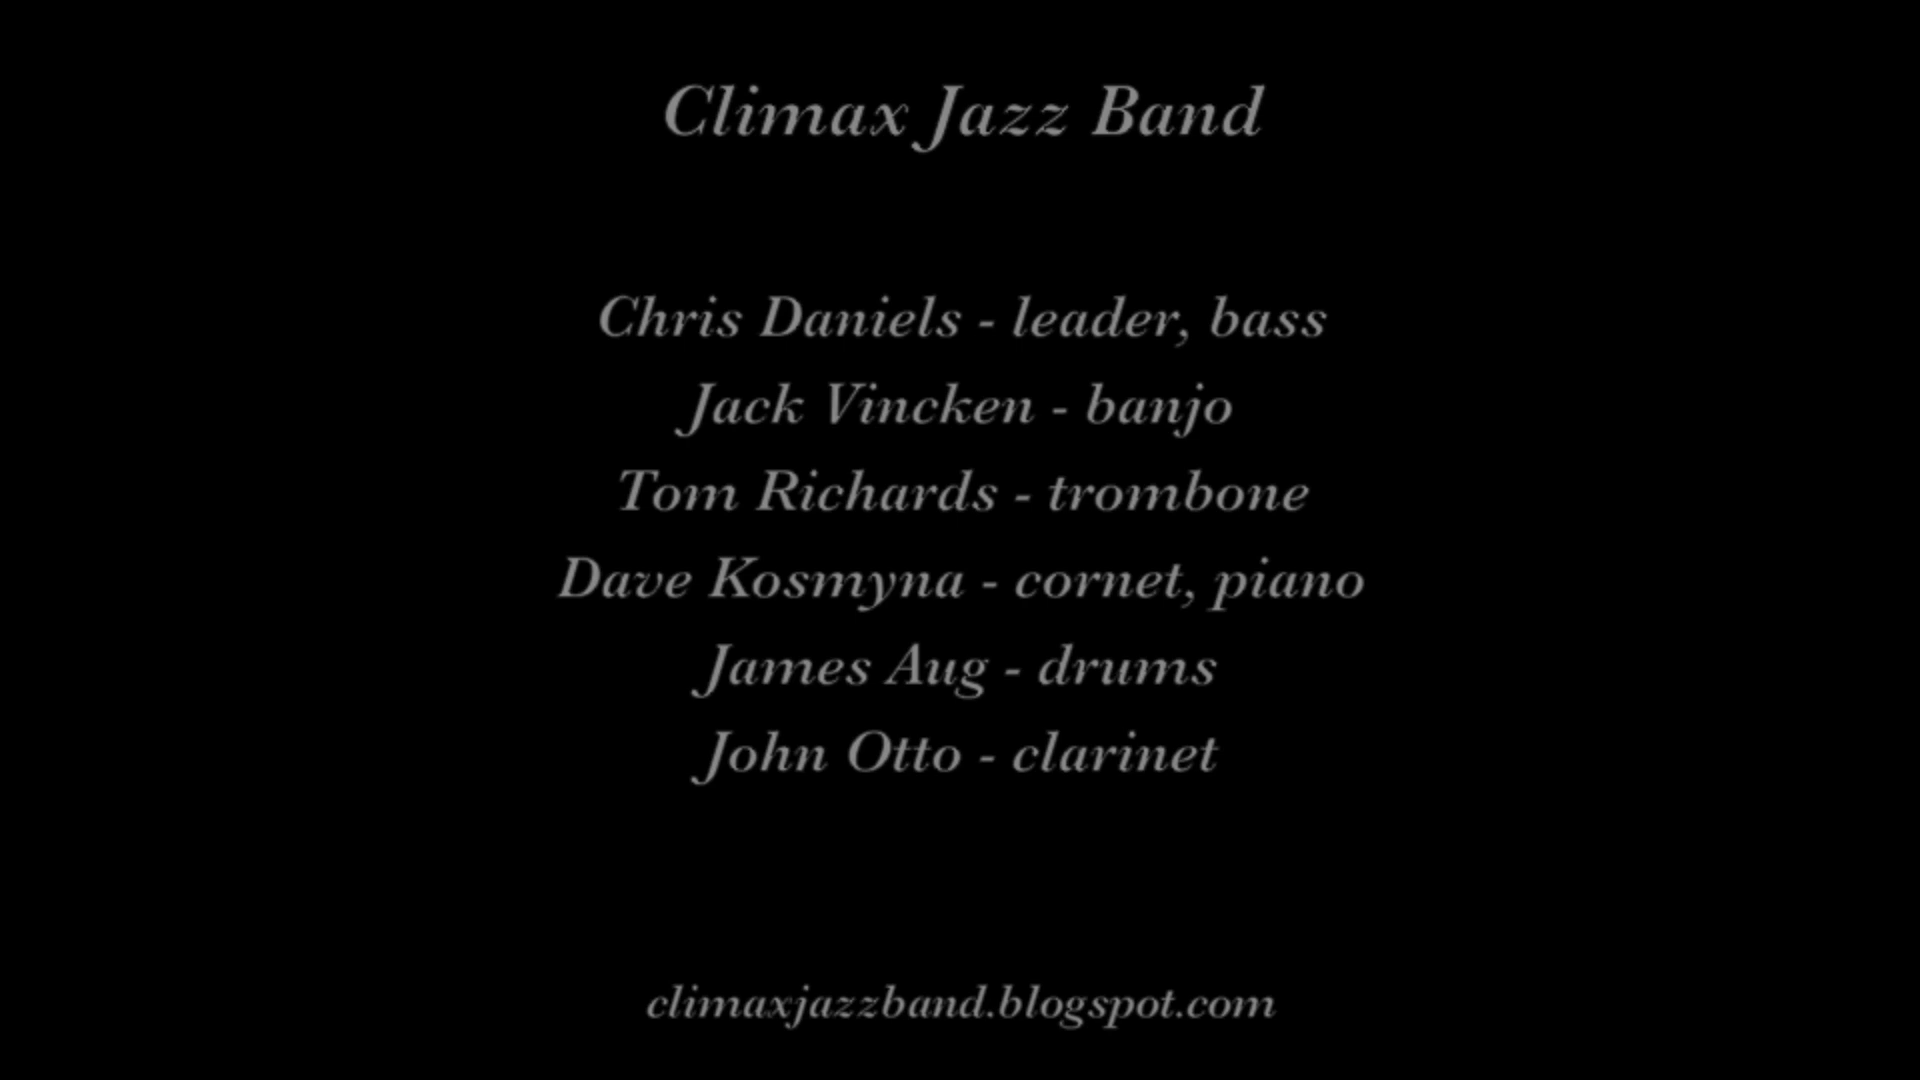 Climax Jazz Band
Chris Daniels - leader, bass
Jack Vincken - banjo
Tom Richards - trombone
Dave Kosmyna - cornet, piano
James Aug - drums
John Otto - clarinet
climaxjazzband.blogspot.com